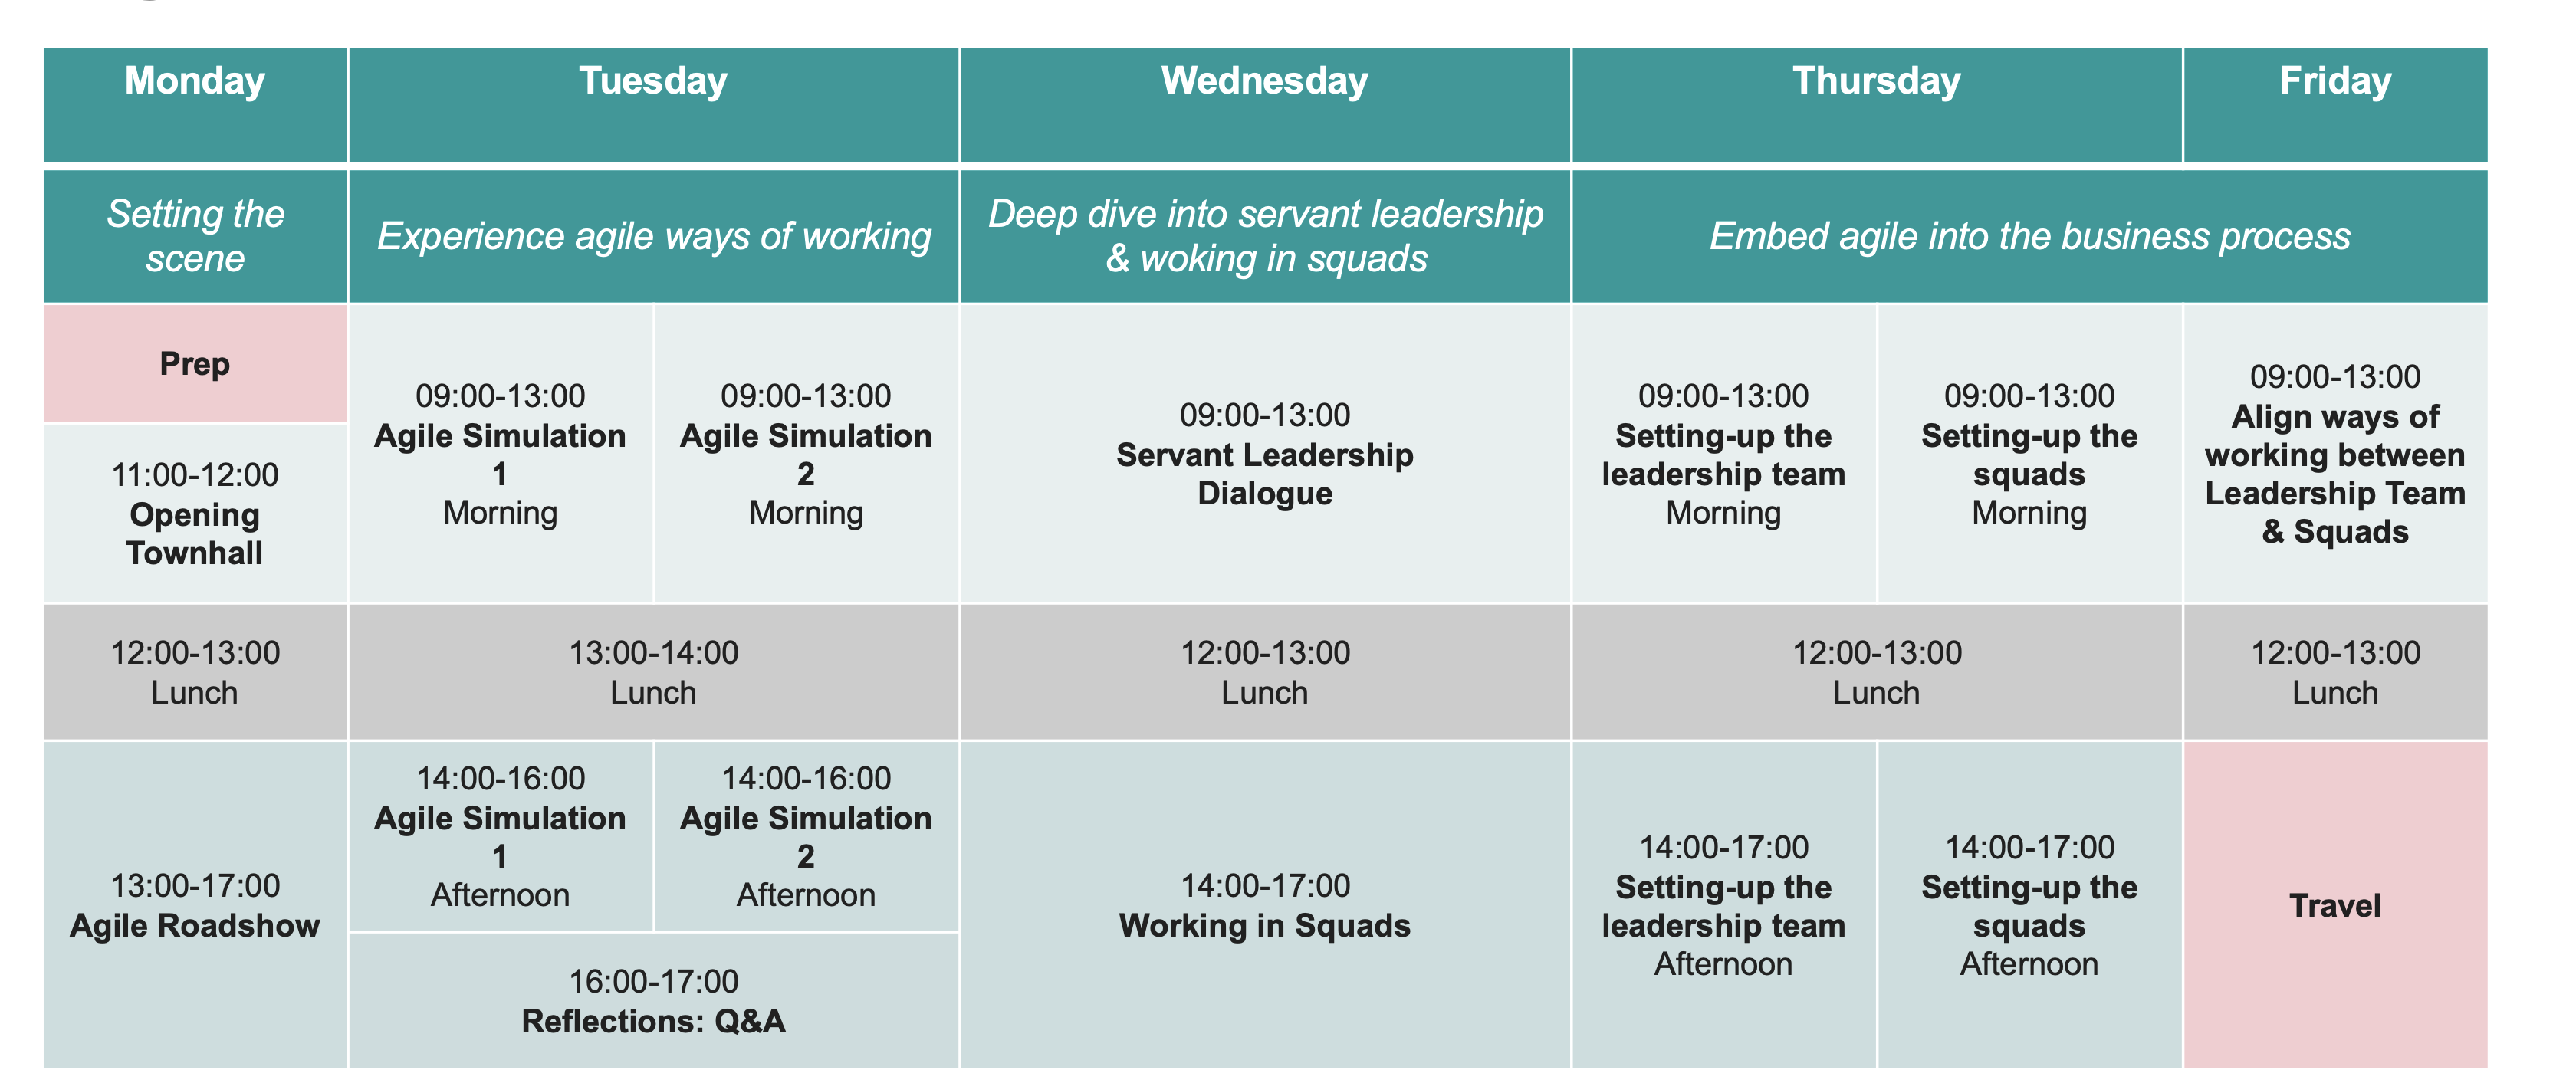 Monday
Tuesday
Wednesday
Thursday
Friday
Setting the
scene
Experience agile ways of working
Deep dive into servant leadership
& woking in squads
Embed agile into the business process
Prep
11:00-12:00
Opening
Townhall
09:00-13:00
Agile Simulation
1
Morning
09:00-13:00
Agile Simulation
2
Morning
09:00-13:00
Servant Leadership
Dialogue
09:00-13:00
Setting-up the
leadership team
Morning
09:00-13:00
Setting-up the
squads
Morning
09:00-13:00
Align ways of
working between
Leadership Team
& Squads
12:00-13:00
Lunch
13:00-14:00
Lunch
12:00-13:00
Lunch
12:00-13:00
Lunch
12:00-13:00
Lunch
13:00-17:00
Agile Roadshow
14:00-16:00
Agile Simulation
1
Afternoon
14:00-16:00
Agile Simulation
2
Afternoon
16:00-17:00
Reflections: Q&A
14:00-17:00
Working in Squads
14:00-17:00
Setting-up the
leadership team
Afternoon
14:00-17:00
Setting-up the
squads
Afternoon
Travel